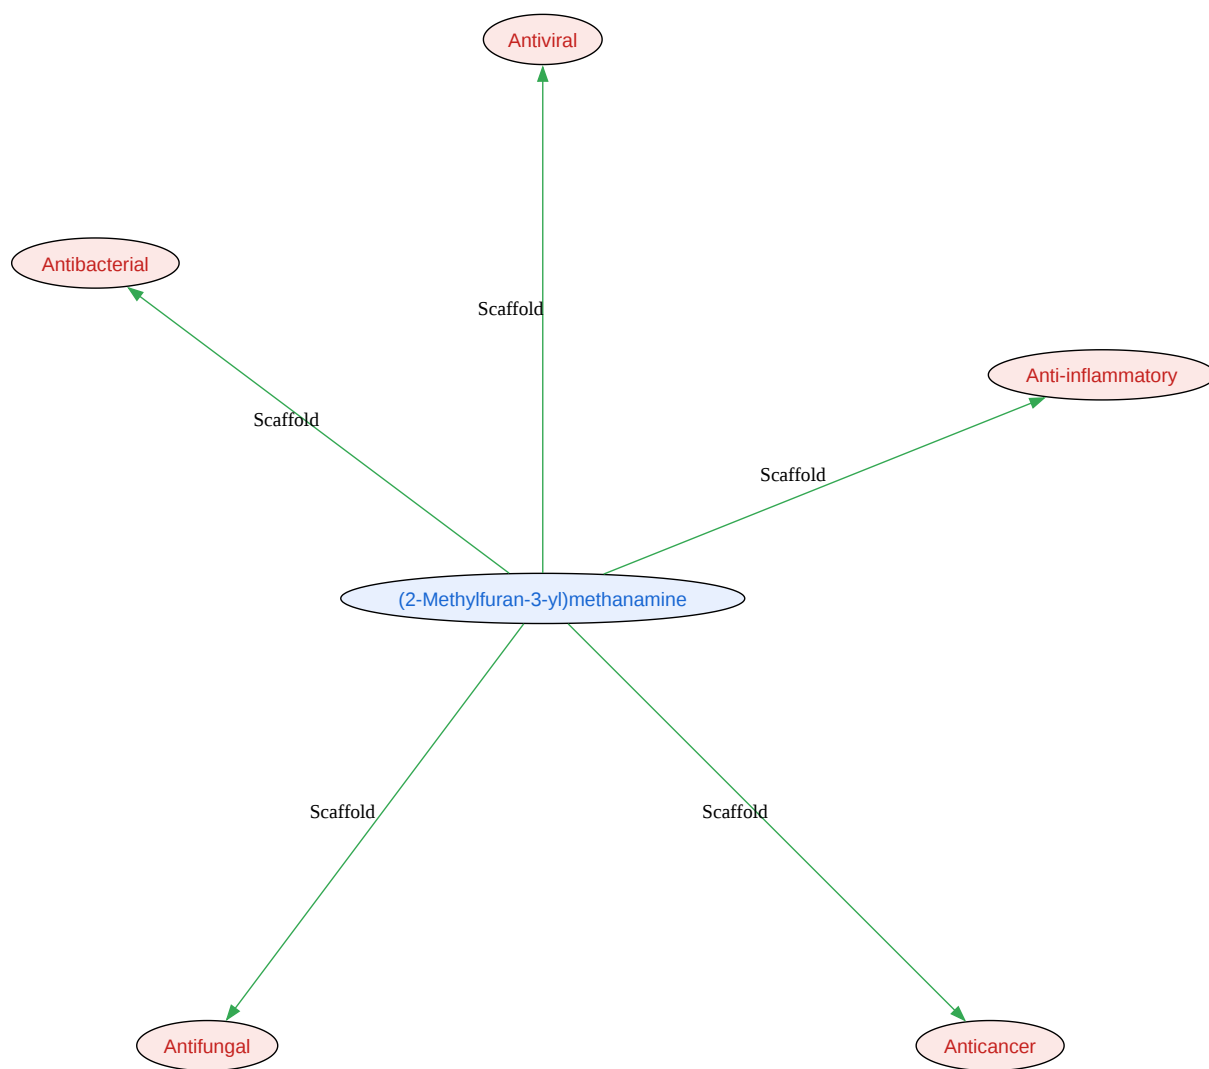 Antiviral
Antibacterial
Scaffold
Anti-inflammatory
Scaffold
Scaffold
(2-Methylfuran-3-yl)methanamine
Scaffold
Scaffold
Antifungal
Anticancer